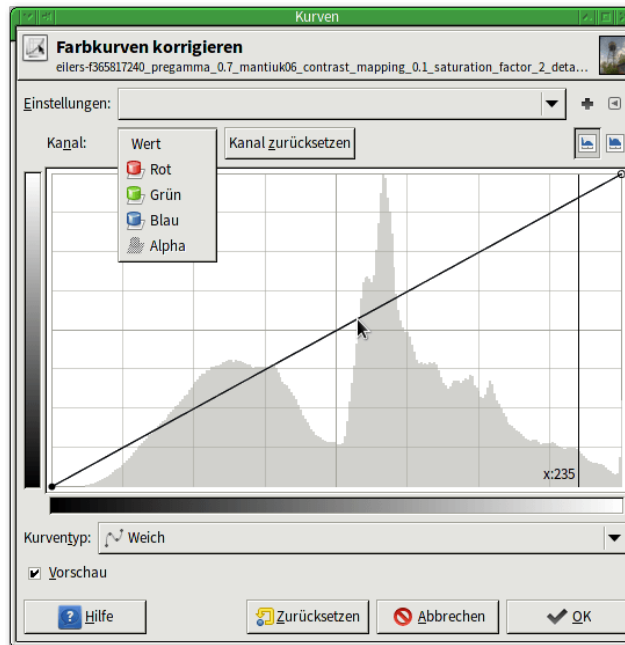 Kurven
Farbkurven korrigieren
eilers-f365817240_pregamma_0.7_mantiuk06_contrast_mapping_0.1_saturation_factor_2_deta...
Einstellungen:
Kanal:
Wert
Kanal zurücksetzen
Rot
Grün
Blau
Alpha
x:235
Kurventyp: Weich
Vorschau
Hilfe
Zurücksetzen
Abbrechen
OK